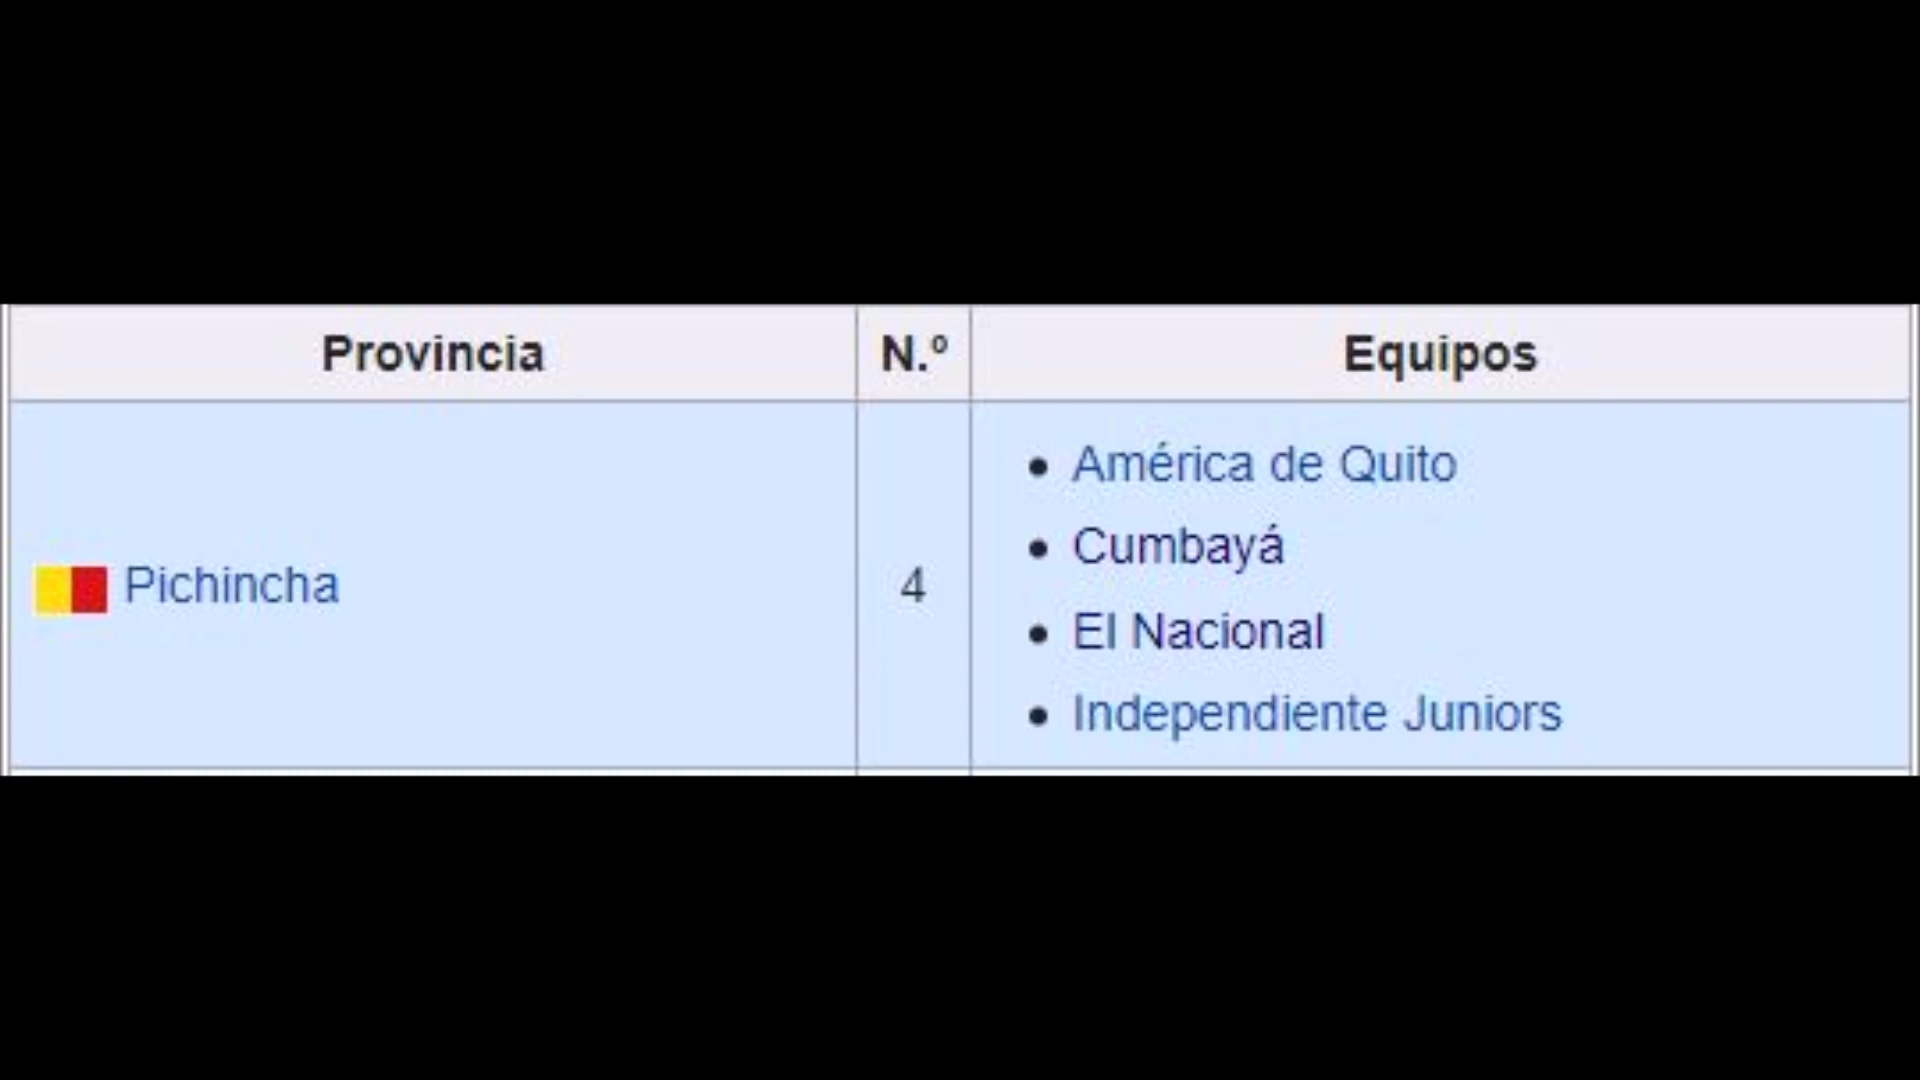 Provincia N.º Equipos
Pichincha 4
• América de Quito
• Cumbayá
• El Nacional
• Independiente Juniors